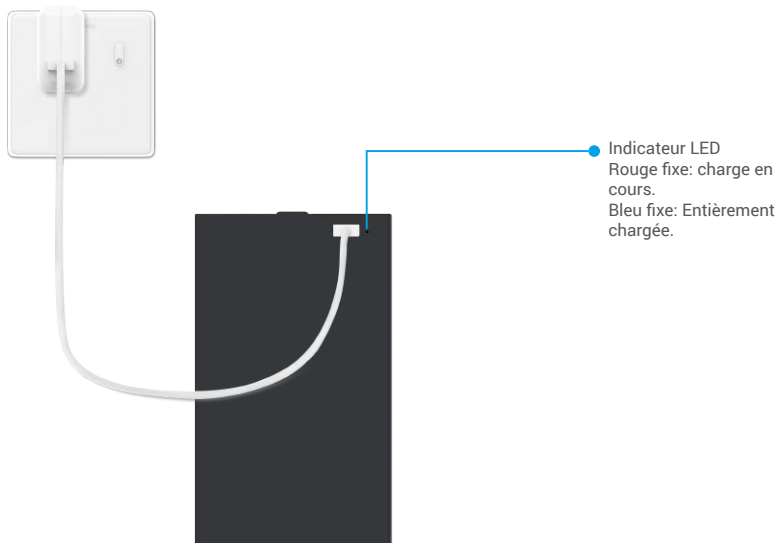 Indicateur LED
Rouge fixe: charge en
cours.
Bleu fixe: Entièrement
chargée.